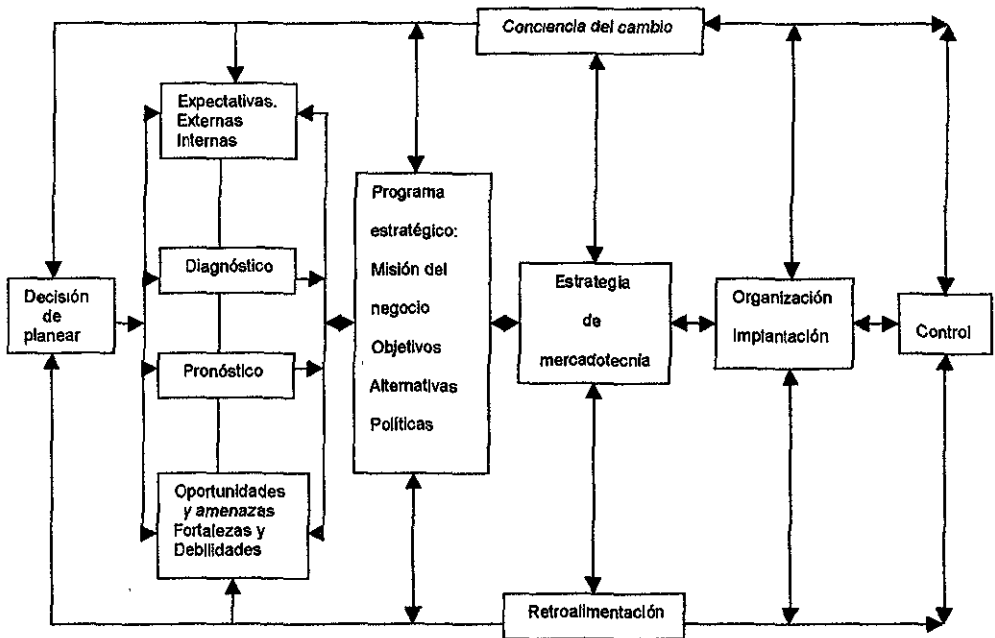 Conciencia del cambio
Expectativas.
Externas
Internas
Diagnóstico
Pronóstico
Oportunidades
y amenazas
Fortalezas y
Debilidades
Decisión
de
planear
Programa
estratégico:
Misión del
negocio
Objetivos
Alternativas
Políticas
Estrategia
de
mercadotecnía
Organización
Implantación
Control
Retroalimentación